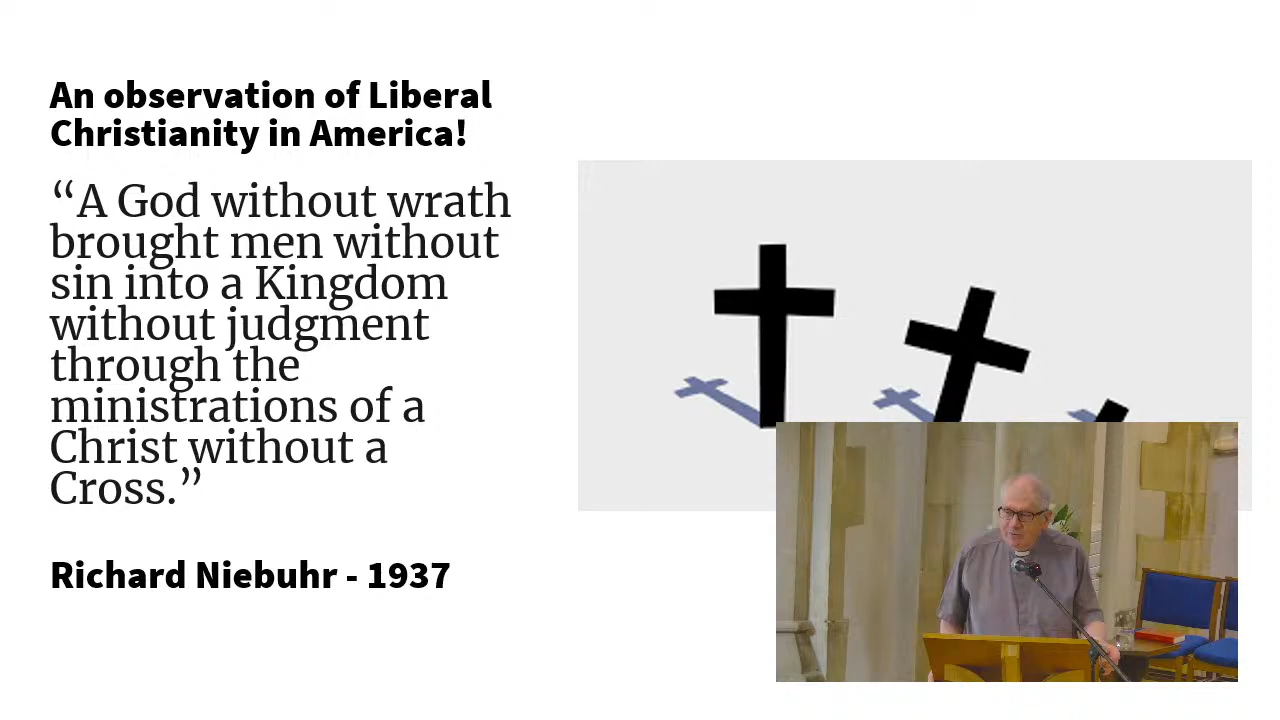 An observation of Liberal
Christianity in America!
“A God without wrath
brought men without
sin into a Kingdom
without judgment
through the
ministrations of a
Christ without a
Cross.”
Richard Niebuhr - 1937